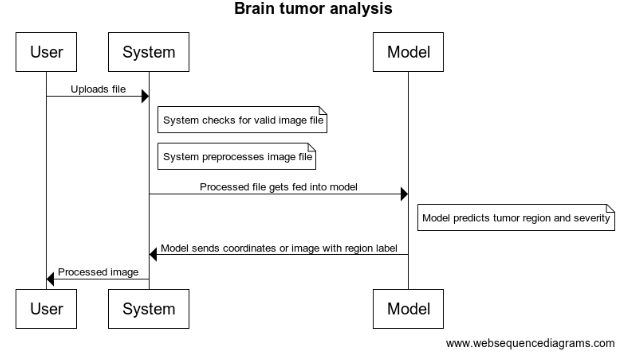 Brain tumor analysis
User
System
Model
Uploads file
System checks for valid image file
System preprocesses image file
Processed file gets fed into model
Model predicts tumor region and severity
Model sends coordinates or image with region label
Processed image
User
System
Model
www.websequencediagrams.com